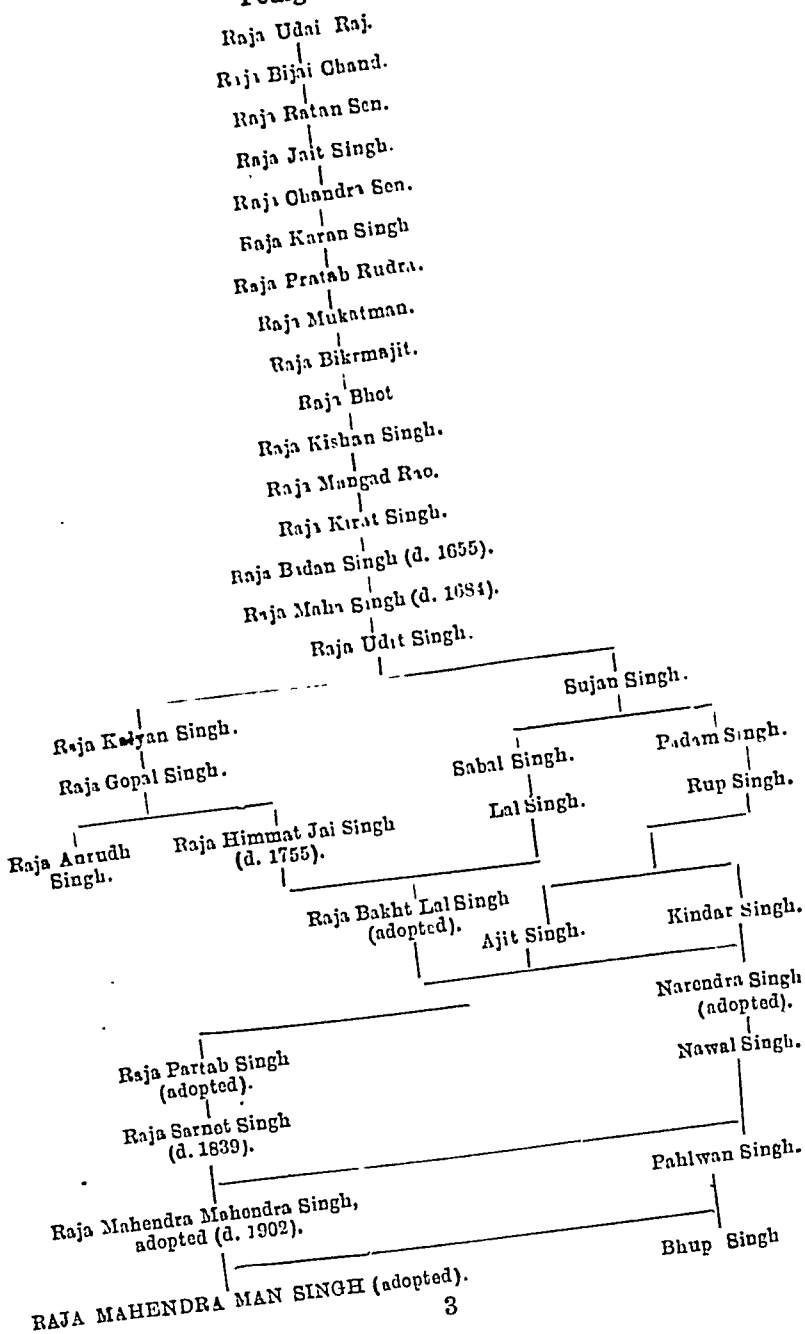 Raja Udai Raj.
Raja Bijai Chand.
Raja Ratan Sen.
Raja Jait Singh.
Raja Chandra Sen.
Raja Karan Singh
Raja Pratab Rudra.
Raja Mukatman.
Raja Bikrmajit.
Raja Bhot
Raja Kishan Singh.
Raja Mangad Rao.
Raja Kirat Singh.
Raja Badan Singh (d. 1655).
Raja Maha Singh (d. 1684).
Raja Udit Singh.
Sujan Singh.
Raja Kalyan Singh.
Sabal Singh.
Padam Singh.
Raja Gopal Singh.
Lal Singh.
Rup Singh.
Raja Anrudh
Singh.
Raja Himmat Jai Singh
(d. 1755).
Raja Bakht Lal Singh
(adopted).
Ajit Singh.
Kindar Singh.
Narendra Singh
(adopted).
Raja Partab Singh
(adopted).
Nawal Singh.
Raja Sarnet Singh
(d. 1839).
Pahlwan Singh.
Raja Mahendra Mahendra Singh,
adopted (d. 1902).
Bhup Singh
RAJA MAHENDRA MAN SINGH (adopted).
3